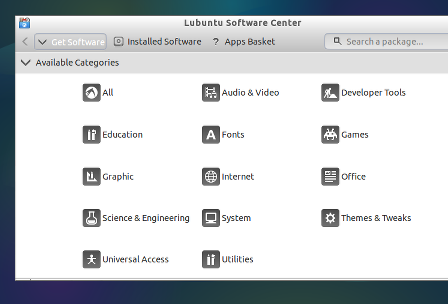 Lubuntu Software Center
Get Software Installed Software ? Apps Basket Search a package...
Available Categories
All Audio & Video Developer Tools
Education A Fonts Games
Graphic Internet Office
Science & Engineering System Themes & Tweaks
Universal Access Utilities